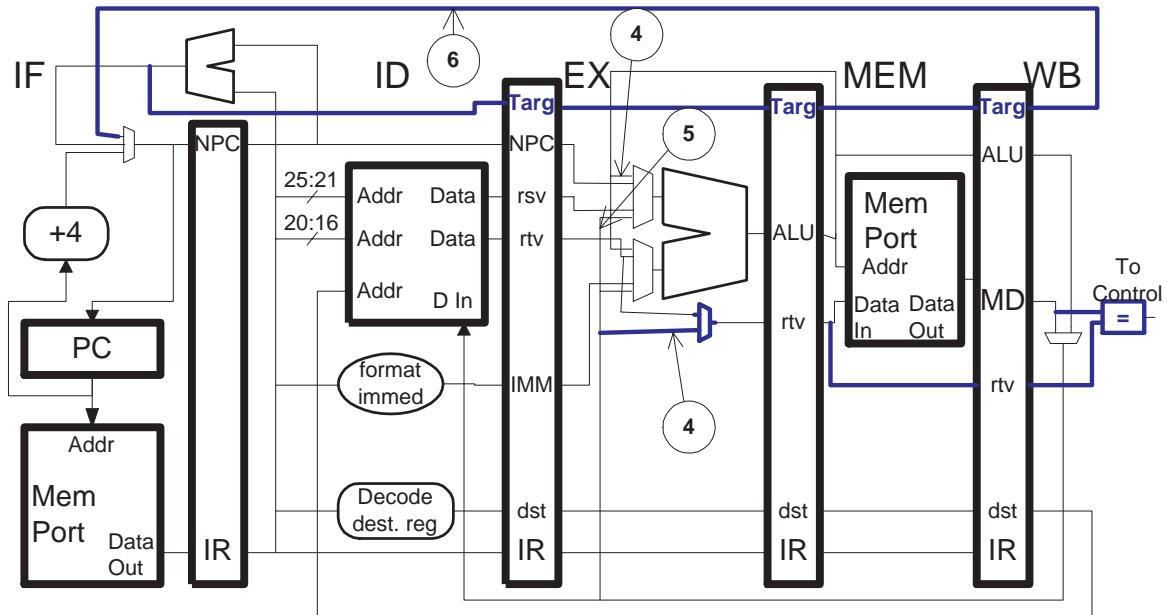 6
4
IF
ID
EX
MEM
WB
Targ
Targ
Targ
5
NPC
NPC
ALU
25:21
Addr
Data
rsv
20:16
Addr
Data
rtv
+4
Mem
Port
ALU
Addr
Addr
D In
To
Control
MD
Data
In
Data
Out
=
rtv
PC
format
immed
IMM
rtv
4
Addr
Mem
Port
Decode
dest. reg
dst
dst
dst
Data
Out
IR
IR
IR
IR